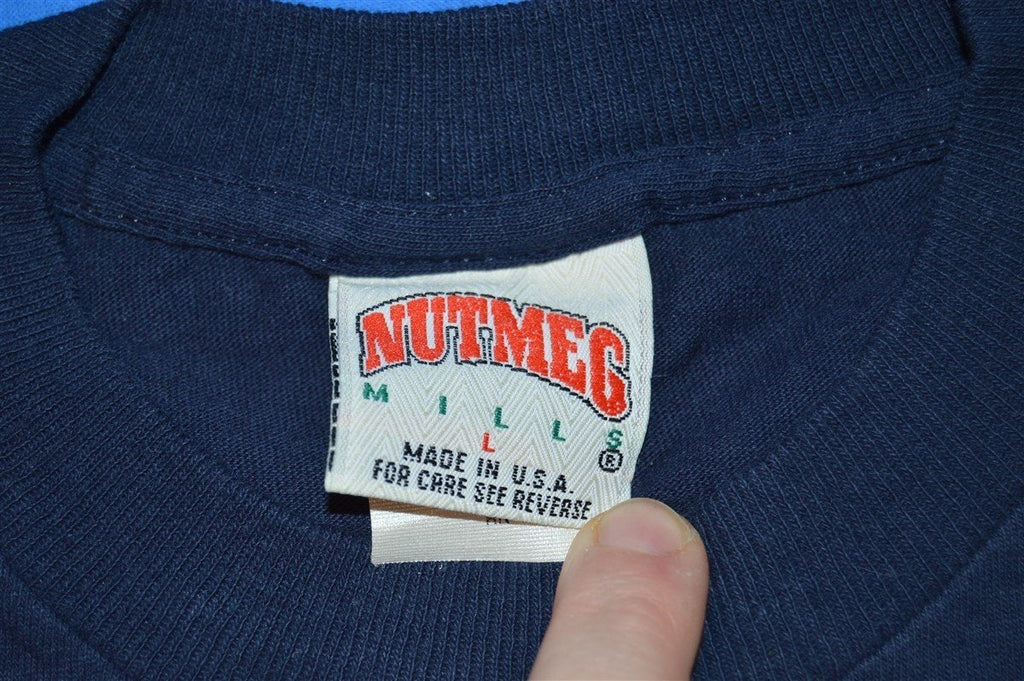 NUTMEG
MILLS
L
®
MADE IN U.S.A.
FOR CARE SEE REVERSE